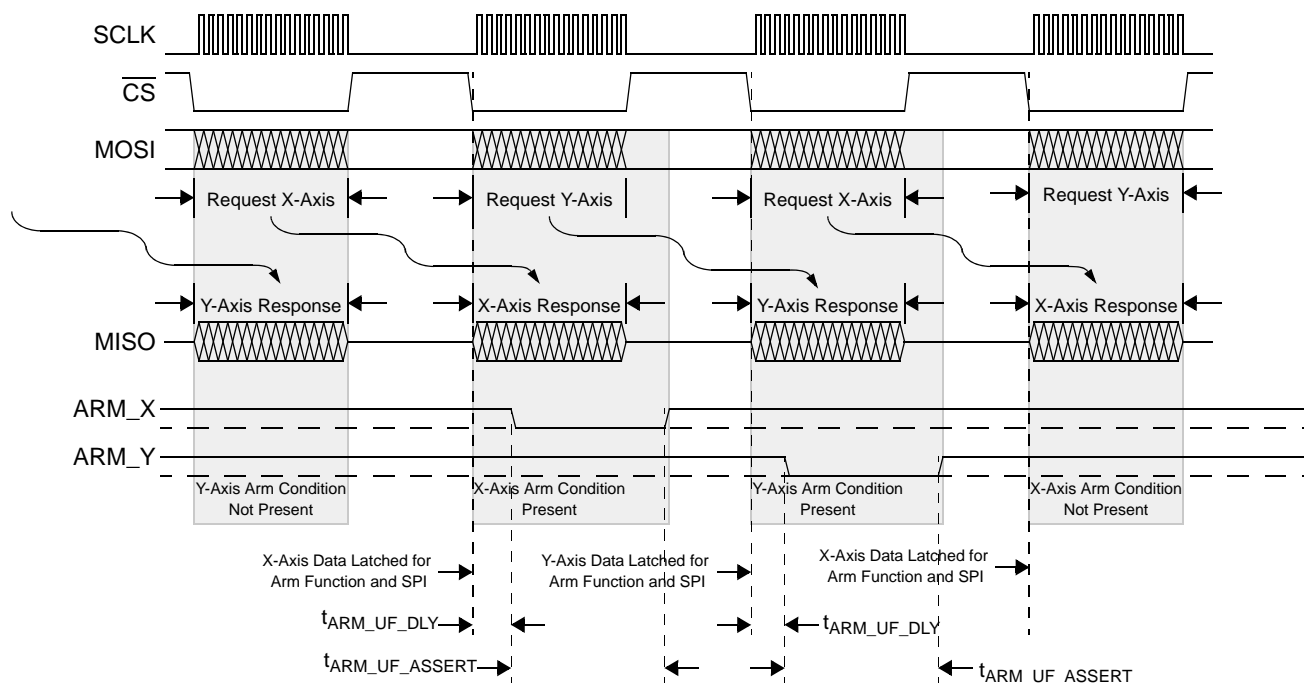 SCLK
CS
MOSI
Request X-Axis
Request Y-Axis
Request X-Axis
Request Y-Axis
Y-Axis Response
X-Axis Response
Y-Axis Response
X-Axis Response
MISO
ARM_X
ARM_Y
Y-Axis Arm Condition
Not Present
X-Axis Arm Condition
Present
Y-Axis Arm Condition
Present
X-Axis Arm Condition
Not Present
X-Axis Data Latched for
Arm Function and SPI
Y-Axis Data Latched for
Arm Function and SPI
X-Axis Data Latched for
Arm Function and SPI
tARM_UF_DLY
tARM_UF_DLY
tARM_UF_ASSERT
tARM_UF_ASSERT